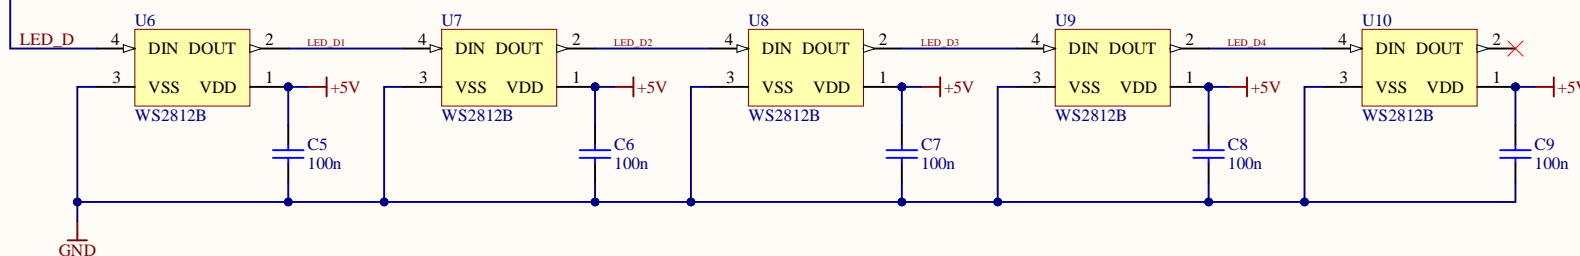 U6 U7 U8 U9 U10
LED_D 4 DIN DOUT 2 LED_D1 4 DIN DOUT 2 LED_D2 4 DIN DOUT 2 LED_D3 4 DIN DOUT 2 LED_D4 4 DIN DOUT 2
3 VSS VDD 1 +5V 3 VSS VDD 1 +5V 3 VSS VDD 1 +5V 3 VSS VDD 1 +5V 3 VSS VDD 1 +5V
WS2812B WS2812B WS2812B WS2812B WS2812B
C5 C6 C7 C8 C9
100n 100n 100n 100n 100n
GND